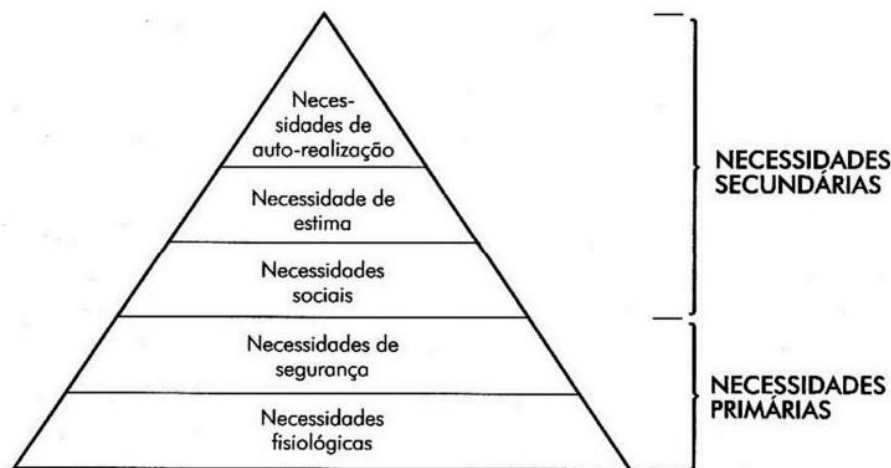 Neces-
sidades de
auto-realização
Necessidade de
estima
Necessidades
sociais
Necessidades de
segurança
Necessidades
fisiológicas
NECESSIDADES
SECUNDÁRIAS
NECESSIDADES
PRIMÁRIAS